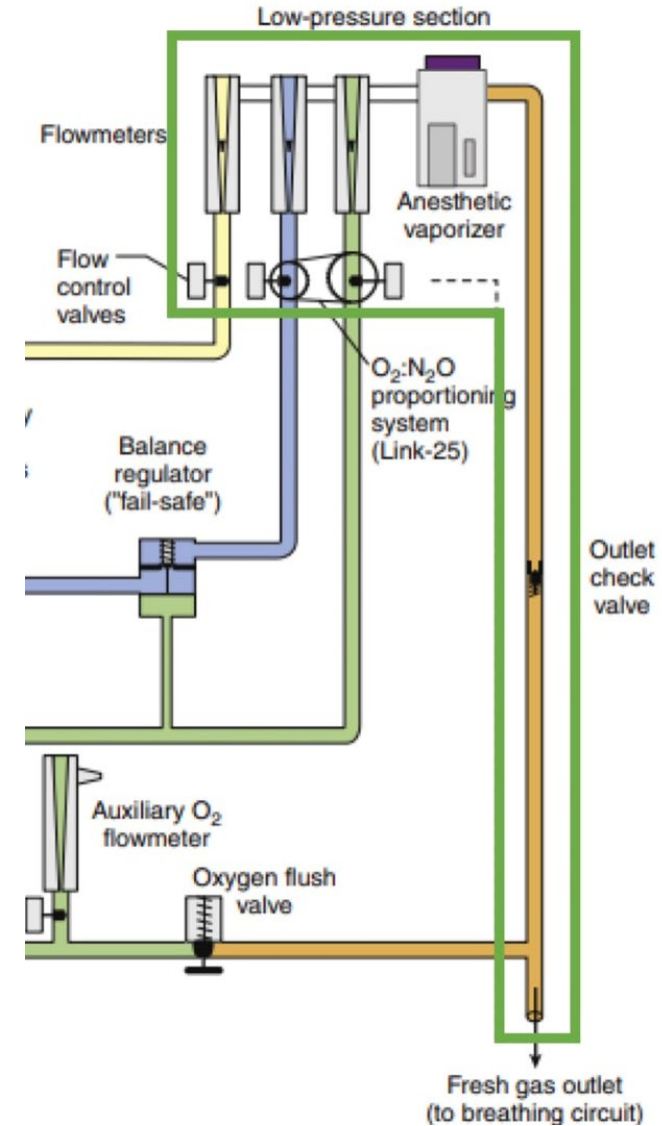 Low-pressure section
Flowmeters
Anesthetic
vaporizer
Flow
control
valves
O₂:N₂O
proportioning
system
(Link-25)
y
s
Balance
regulator
("fail-safe")
Outlet
check
valve
Auxiliary O₂
flowmeter
Oxygen flush
valve
Fresh gas outlet
(to breathing circuit)